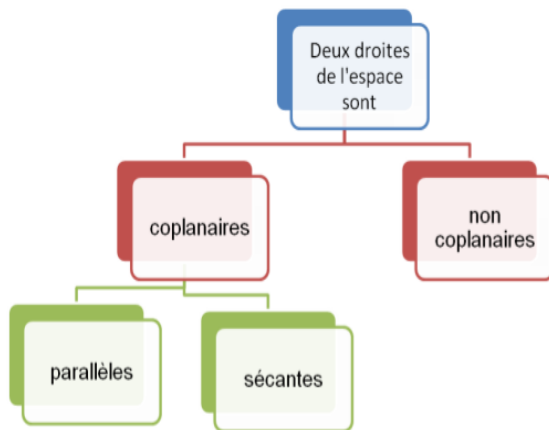 Deux droites
de l'espace
sont
coplanaires
non
coplanaires
parallèles
sécantes